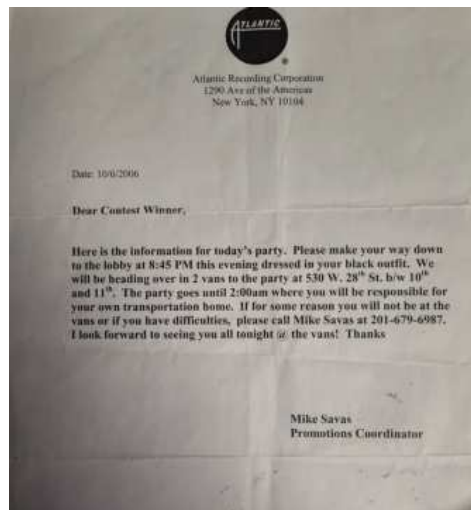 ATLANTIC
®
Atlantic Recording Corporation
1290 Ave of the Americas
New York, NY 10104
Date: 10/6/2006
Dear Contest Winner,
Here is the information for today's party. Please make your way down
to the lobby at 8:45 PM this evening dressed in your black outfit. We
will be heading over in 2 vans to the party at 530 W. 28th St. b/w 10th
and 11th. The party goes until 2:00am where you will be responsible for
your own transportation home. If for some reason you will not be at the
vans or if you have difficulties, please call Mike Savas at 201-679-6987.
I look forward to seeing you all tonight @ the vans! Thanks
Mike Savas
Promotions Coordinator